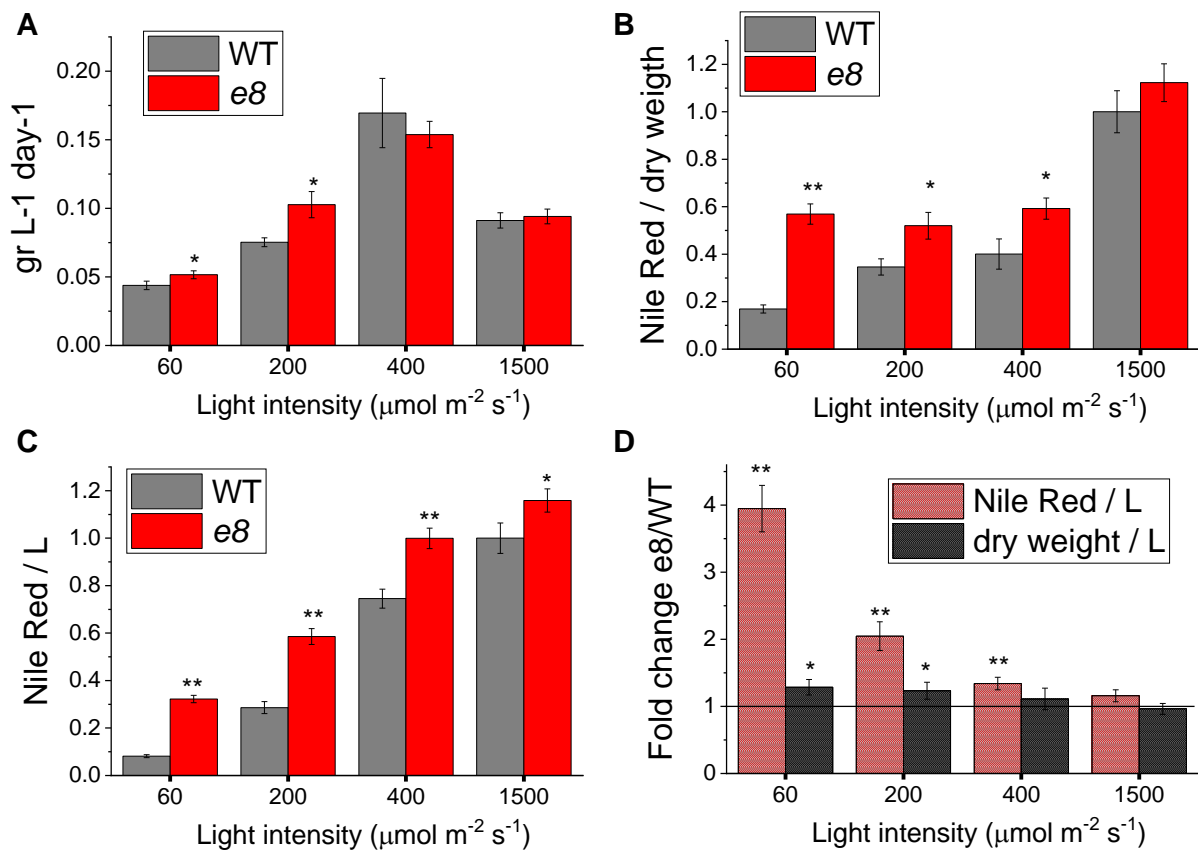 A
WT
e8
0.20
0.15
0.10
0.05
0.00
gr L-1 day-1
*
*
60 200 400 1500
Light intensity (μmol m-2 s-1)
B
WT
e8
1.2
1.0
0.8
0.6
0.4
0.2
0.0
Nile Red / dry weigth
**
*
*
60 200 400 1500
Light intensity (μmol m-2 s-1)
C
WT
e8
1.2
1.0
0.8
0.6
0.4
0.2
0.0
Nile Red / L
**
**
**
*
60 200 400 1500
Light intensity (μmol m-2 s-1)
D
Nile Red / L
dry weight / L
4
3
2
1
0
Fold change e8/WT
**
*
**
*
**
60 200 400 1500
Light intensity (μmol m-2 s-1)